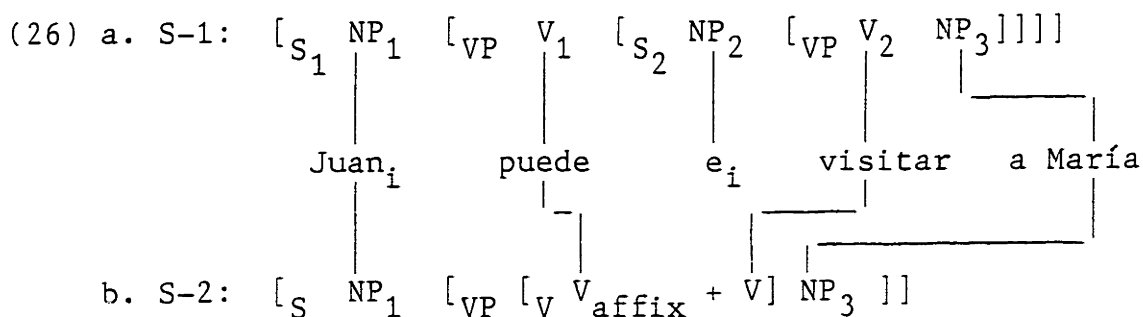 (26) a. S-1: [S₁ NP₁ [VP V₁ [S₂ NP₂ [VP V₂ NP₃]]]]
Juanᵢ puede eᵢ visitar a María
b. S-2: [S NP₁ [VP [V Vaffix + V] NP₃ ]]